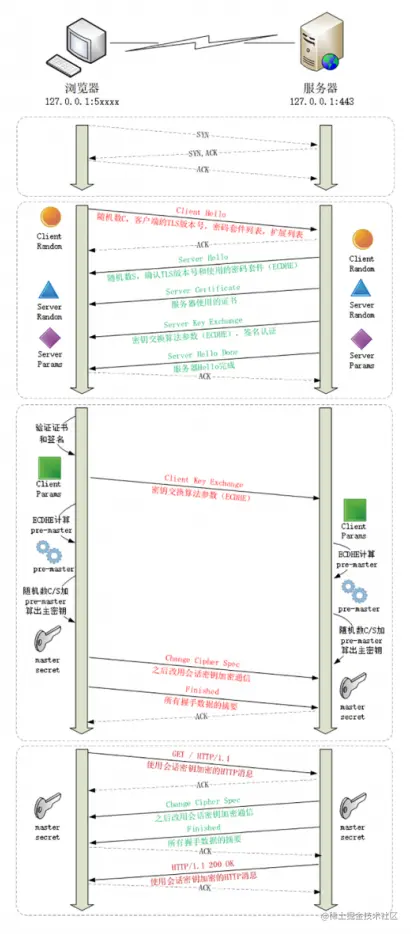 浏览器
服务器
127.0.0.1:5xxxx
127.0.0.1:443
SYN
SYN,ACK
ACK
Client Hello
随机数C，客户端的TLS版本号，密码套件列表，扩展列表
Client
Random
Client
Random
ACK
Server Hello
随机数S，确认TLS版本号和使用的密码套件（ECDHE）
Server
Random
Server
Random
Server Certificate
服务器使用的证书
Server Key Exchange
密钥交换算法参数（ECDHE），签名认证
Server
Params
Server
Params
Server Hello Done
服务器Hello完成
ACK
验证证书
和签名
Client
Params
Client Key Exchange
密钥交换算法参数（ECDHE）
Client
Params
ECDHE计算
pre-master
ECDHE计算
pre-master
pre-master
pre-master
随机数C/S加
pre-master
算出主密钥
随机数C/S加
pre-master
算出主密钥
master
secret
Change Cipher Spec
之后改用会话密钥加密通信
Finished
所有握手数据的摘要
master
secret
ACK
GET / HTTP/1.1
使用会话密钥加密的HTTP消息
ACK
Change Cipher Spec
之后改用会话密钥加密通信
master
secret
master
secret
Finished
所有握手数据的摘要
ACK
HTTP/1.1 200 OK
使用会话密钥加密的HTTP消息
ACK
@稀土掘金技术社区